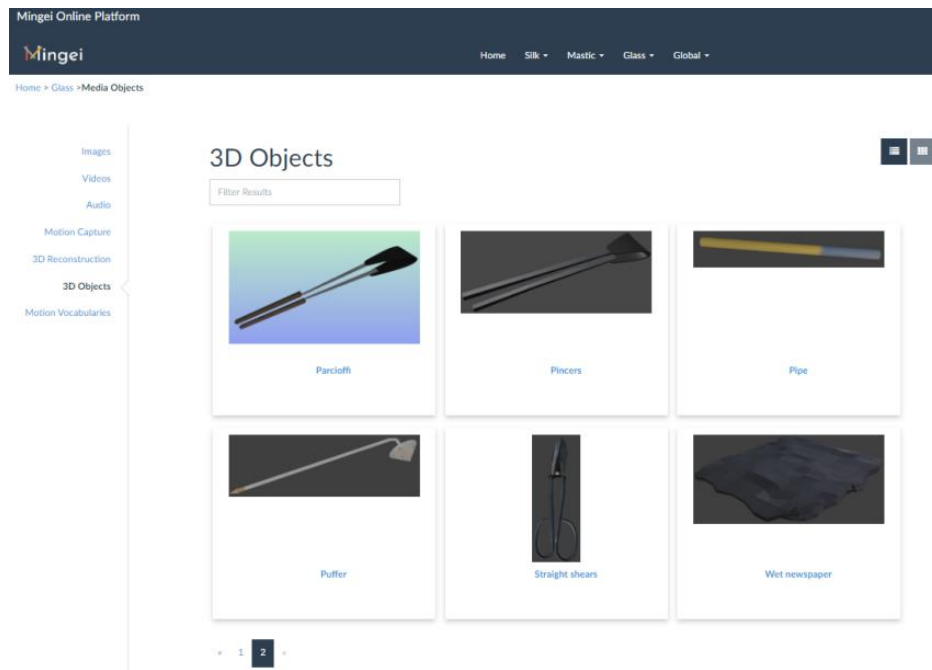 Mingei Online Platform
Mingei
Home Silk Mastic Glass Global
Home > Glass >Media Objects
Images
Videos
Audio
Motion Capture
3D Reconstruction
3D Objects
Motion Vocabularies
3D Objects
Filter Results
Parcioffi
Pincers
Pipe
Puffer
Straight shears
Wet newspaper
« 1 2 »